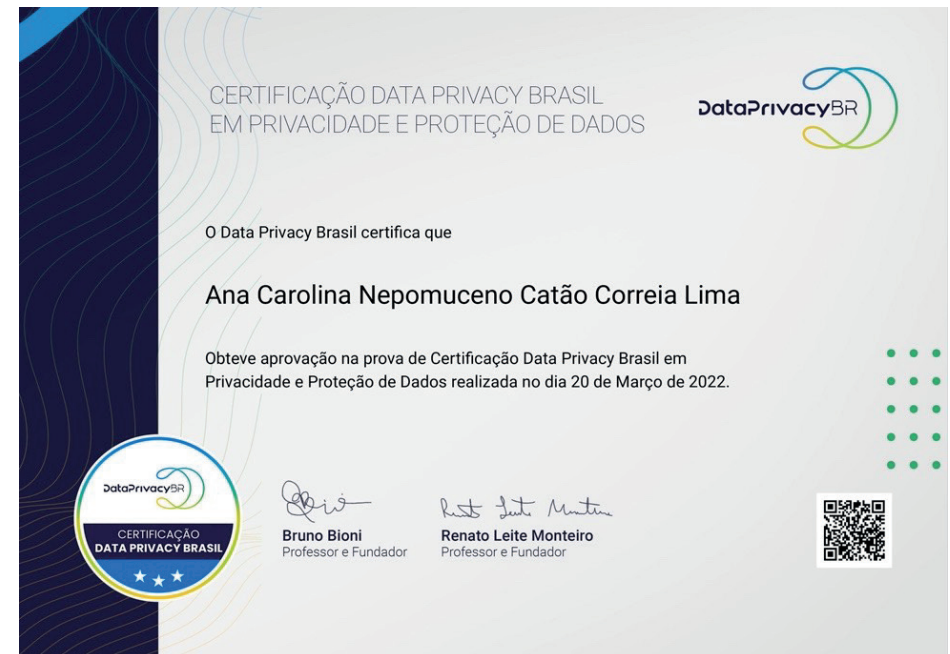 CERTIFICAÇÃO DATA PRIVACY BRASIL
EM PRIVACIDADE E PROTEÇÃO DE DADOS
DataPrivacyBR
O Data Privacy Brasil certifica que
Ana Carolina Nepomuceno Catão Correia Lima
Obteve aprovação na prova de Certificação Data Privacy Brasil em
Privacidade e Proteção de Dados realizada no dia 20 de Março de 2022.
DataPrivacyBR
CERTIFICAÇÃO
DATA PRIVACY BRASIL
Bruno Bioni
Professor e Fundador
Renato Leite Monteiro
Professor e Fundador